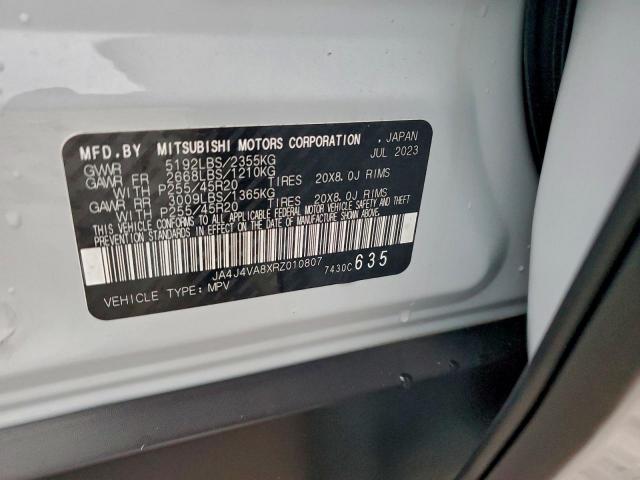 MFD.BY MITSUBISHI MOTORS CORPORATION , JAPAN
JUL 2023
GVWR 5192LBS/2355KG
GAWR FR 2668LBS/1210KG
WITH P255/45R20 TIRES 20X8.0J RIMS
GAWR RR 3009LBS/1365KG
WITH P255/45R20 TIRES 20X8.0J RIMS
THIS VEHICLE CONFORMS TO ALL APPLICABLE FEDERAL MOTOR VEHICLE SAFETY AND THEFT
PREVENTION STANDARDS IN EFFECT ON THE DATE OF MANUFACTURE SHOWN ABOVE.
JA4J4VA8XRZ010807 7430C 635
VEHICLE TYPE: MPV